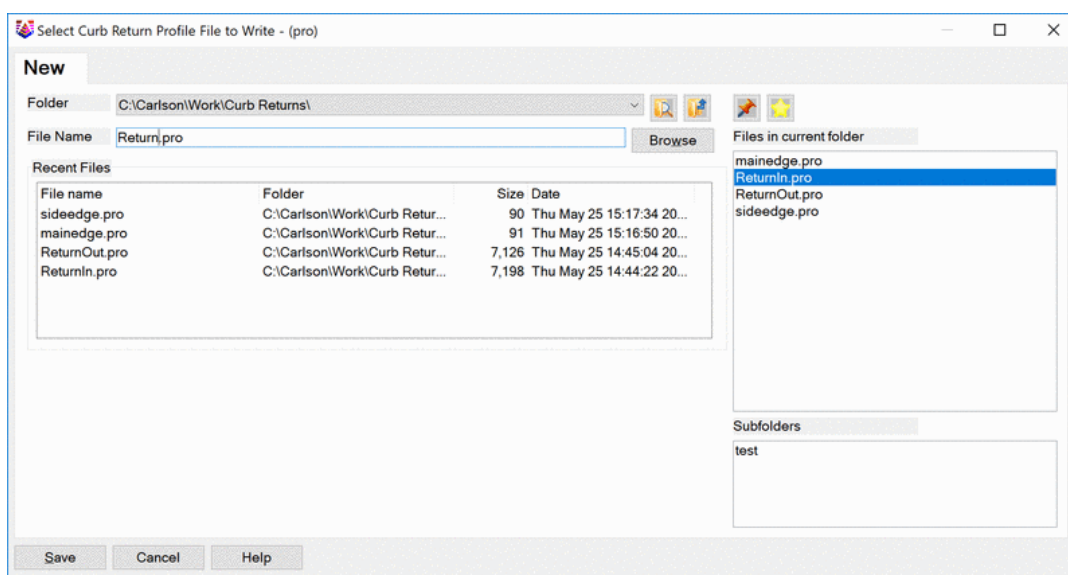 Select Curb Return Profile File to Write - (pro)
New
Folder C:\Carlson\Work\Curb Returns\
File Name Return.pro Browse
Recent Files
File name Folder Size Date
sideedge.pro C:\Carlson\Work\Curb Retur... 90 Thu May 25 15:17:34 20...
mainedge.pro C:\Carlson\Work\Curb Retur... 91 Thu May 25 15:16:50 20...
ReturnOut.pro C:\Carlson\Work\Curb Retur... 7,126 Thu May 25 14:45:04 20...
ReturnIn.pro C:\Carlson\Work\Curb Retur... 7,198 Thu May 25 14:44:22 20...
Files in current folder
mainedge.pro
ReturnIn.pro
ReturnOut.pro
sideedge.pro
Subfolders
test
Save Cancel Help